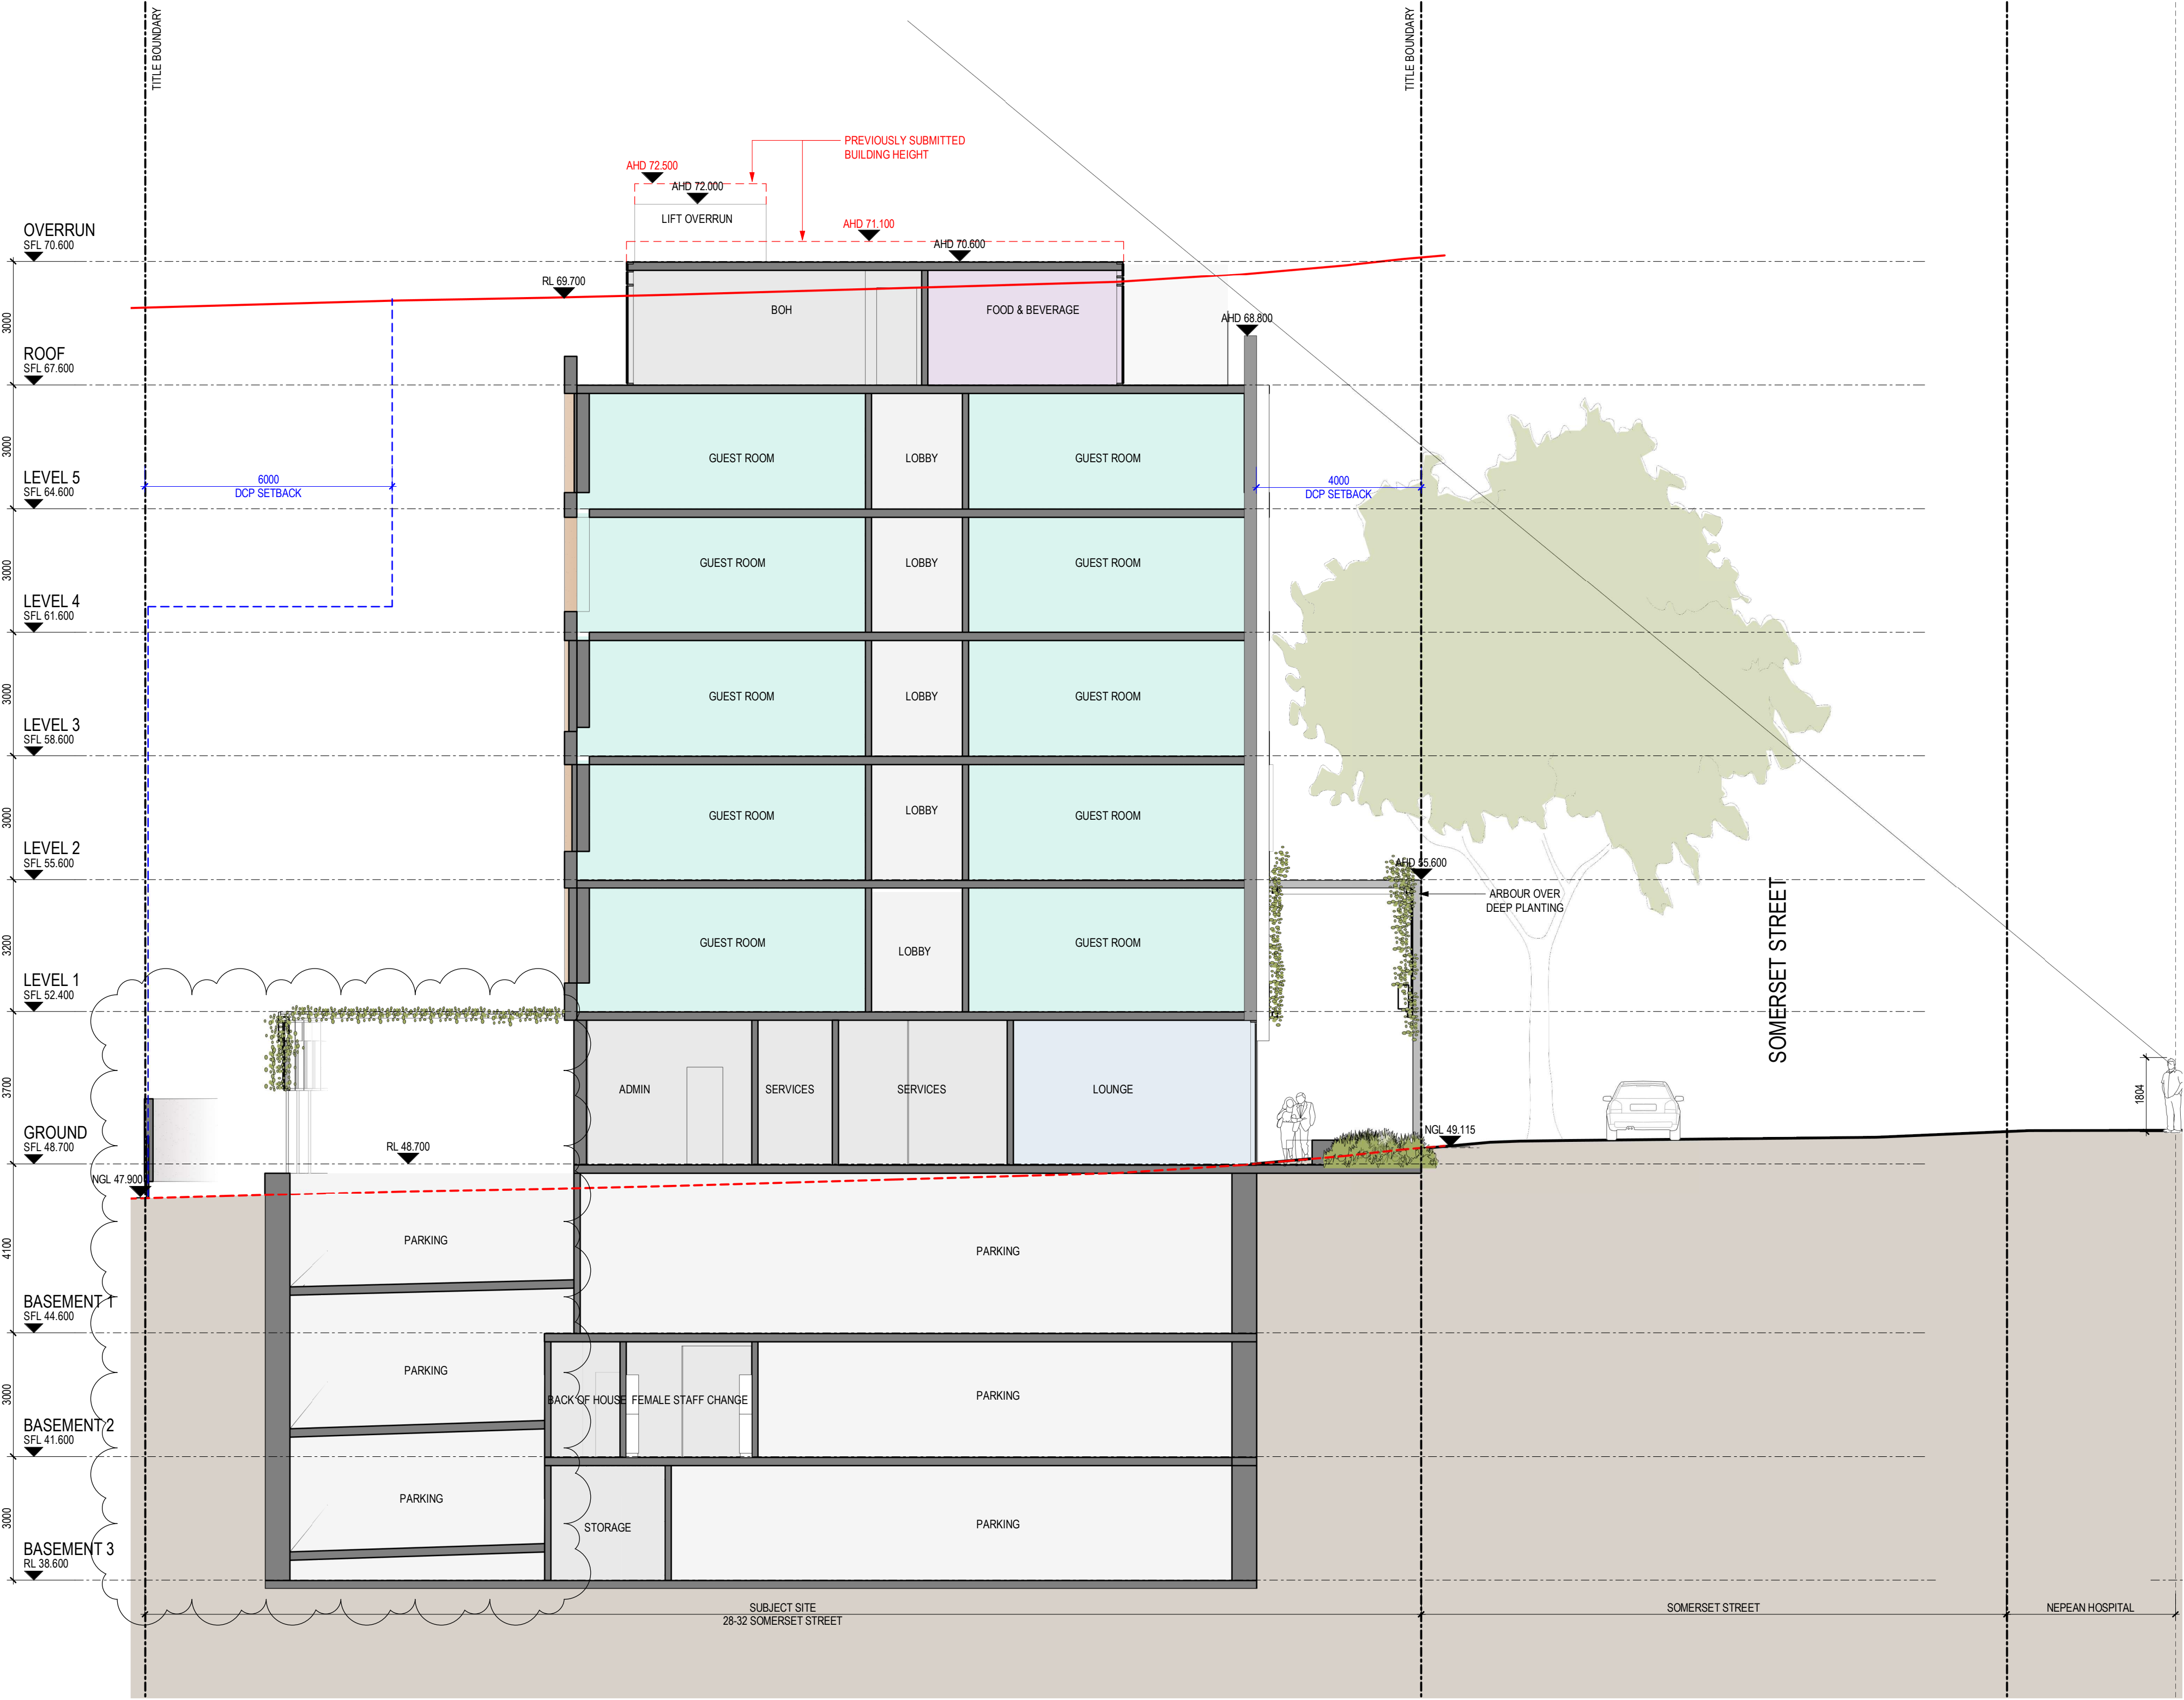 TITLE BOUNDARY
TITLE BOUNDARY
PREVIOUSLY SUBMITTED
BUILDING HEIGHT
AHD 72.500
AHD 72.000
LIFT OVERRUN
AHD 71.100
AHD 70.600
OVERRUN
SFL 70.600
RL 69.700
BOH
FOOD & BEVERAGE
AHD 68.800
3000
ROOF
SFL 67.600
3000
GUEST ROOM
LOBBY
GUEST ROOM
LEVEL 5
SFL 64.600
6000
DCP SETBACK
4000
DCP SETBACK
3000
GUEST ROOM
LOBBY
GUEST ROOM
LEVEL 4
SFL 61.600
3000
GUEST ROOM
LOBBY
GUEST ROOM
LEVEL 3
SFL 58.600
3000
GUEST ROOM
LOBBY
GUEST ROOM
LEVEL 2
SFL 55.600
AHD 55.600
ARBOUR OVER
DEEP PLANTING
3200
GUEST ROOM
LOBBY
GUEST ROOM
SOMERSET STREET
LEVEL 1
SFL 52.400
3700
ADMIN
SERVICES
SERVICES
LOUNGE
1804
GROUND
SFL 48.700
RL 48.700
NGL 49.115
NGL 47.900
4100
PARKING
PARKING
BASEMENT 1
SFL 44.600
3000
PARKING
BACK OF HOUSE
FEMALE STAFF CHANGE
PARKING
BASEMENT 2
SFL 41.600
3000
PARKING
STORAGE
PARKING
BASEMENT 3
RL 38.600
SUBJECT SITE
28-32 SOMERSET STREET
SOMERSET STREET
NEPEAN HOSPITAL